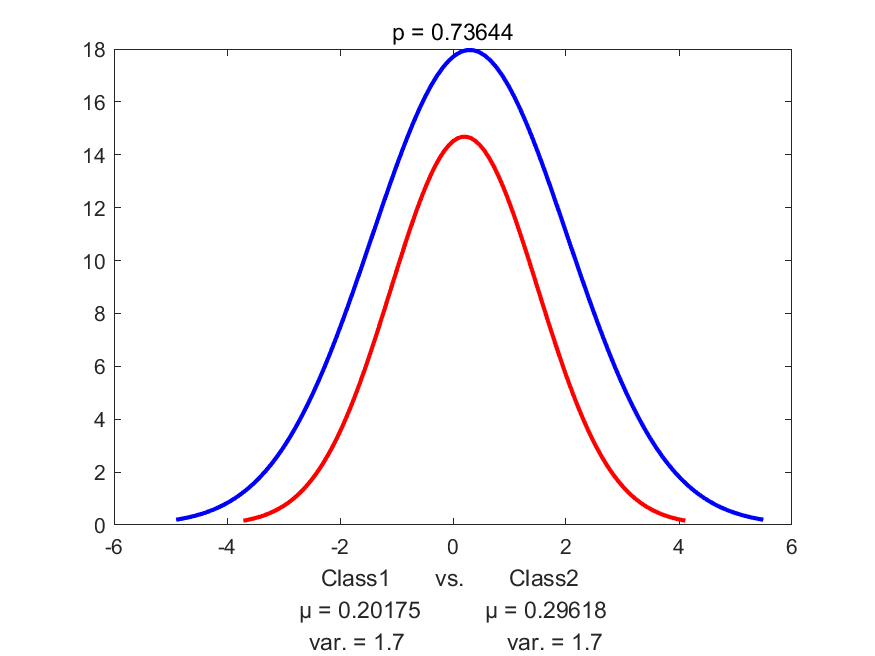 p = 0.73644
18
16
14
12
10
8
6
4
2
0
-6 -4 -2 0 2 4 6
Class1 vs. Class2
μ = 0.20175 μ = 0.29618
var. = 1.7 var. = 1.7